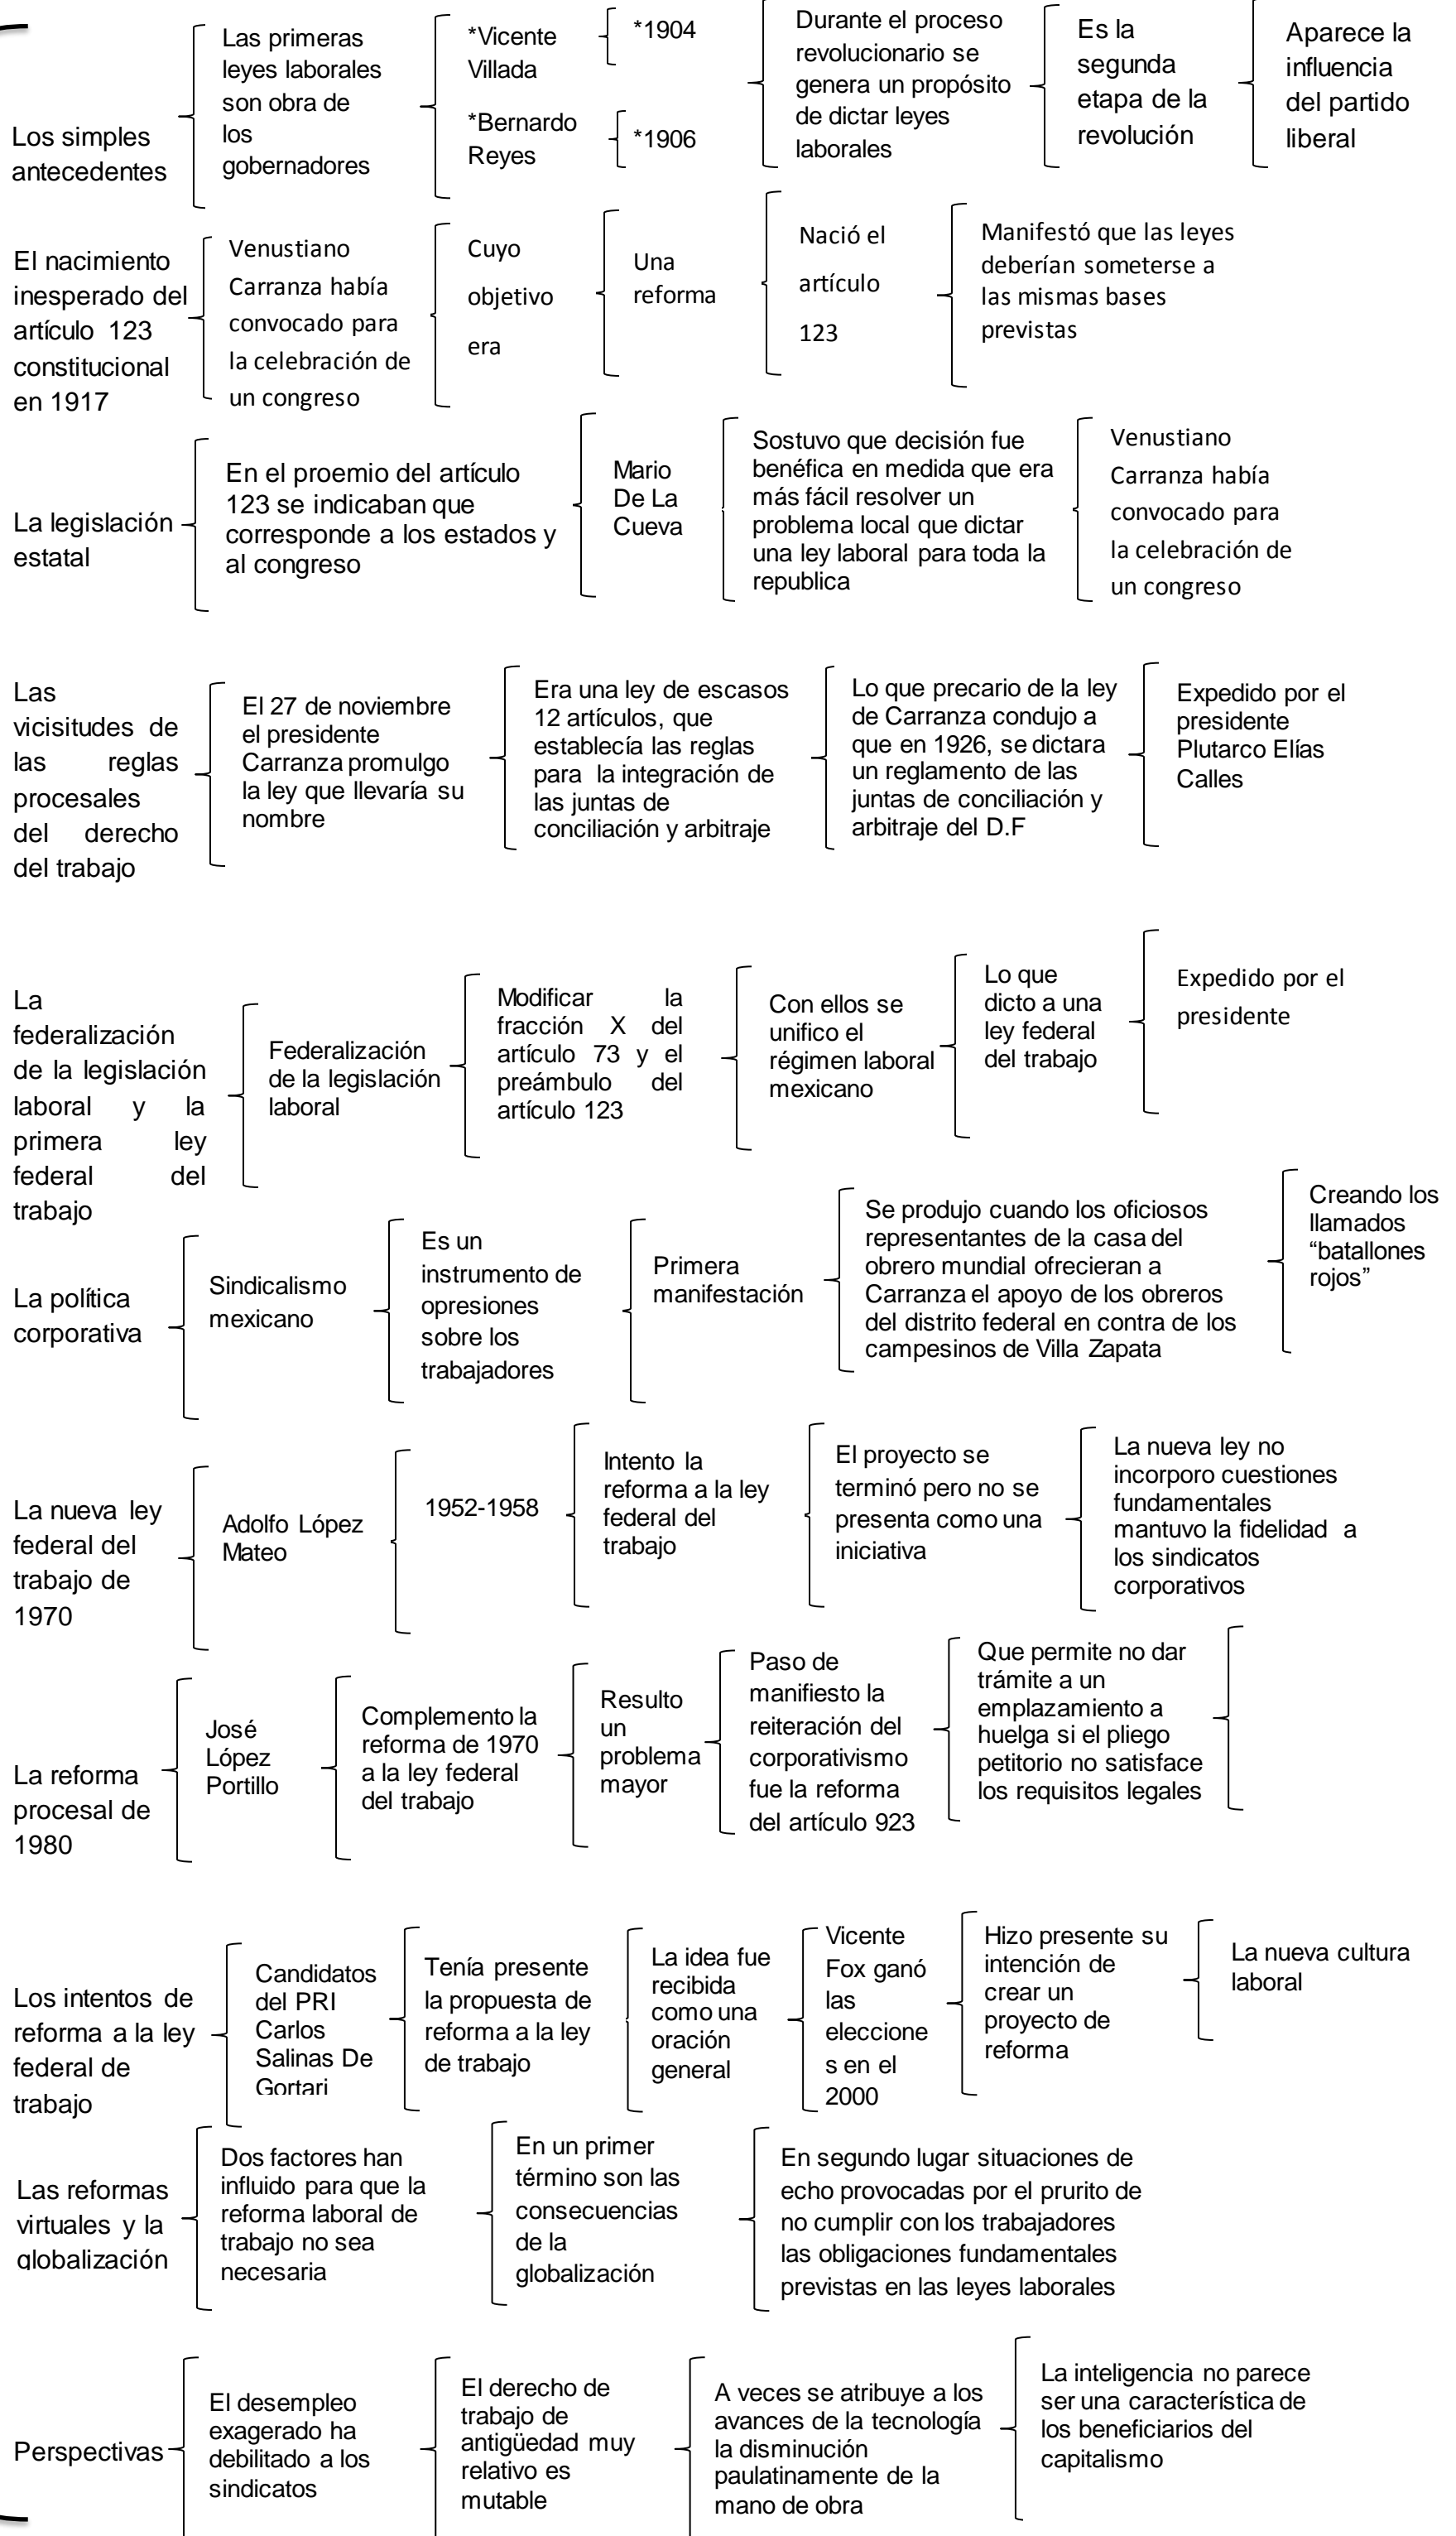 Los simples
antecedentes
Las primeras
leyes laborales
son obra de
los
gobernadores
*Vicente
Villada
*Bernardo
Reyes
*1904
*1906
Durante el proceso
revolucionario se
genera un propósito
de dictar leyes
laborales
Es la
segunda
etapa de la
revolución
Aparece la
influencia
del partido
liberal
El nacimiento
inesperado del
artículo 123
constitucional
en 1917
Venustiano
Carranza había
convocado para
la celebración de
un congreso
Cuyo
objetivo
era
Una
reforma
Nació el
artículo
123
Manifestó que las leyes
deberían someterse a
las mismas bases
previstas
La legislación
estatal
En el proemio del artículo
123 se indicaban que
corresponde a los estados y
al congreso
Mario
De La
Cueva
Sostuvo que decisión fue
benéfica en medida que era
más fácil resolver un
problema local que dictar
una ley laboral para toda la
republica
Venustiano
Carranza había
convocado para
la celebración de
un congreso
Las
vicisitudes de
las reglas
procesales
del derecho
del trabajo
El 27 de noviembre
el presidente
Carranza promulgo
la ley que llevaría su
nombre
Era una ley de escasos
12 artículos, que
establecía las reglas
para la integración de
las juntas de
conciliación y arbitraje
Lo que precario de la ley
de Carranza condujo a
que en 1926, se dictara
un reglamento de las
juntas de conciliación y
arbitraje del D.F
Expedido por el
presidente
Plutarco Elías
Calles
La
federalización
de la legislación
laboral y la
primera ley
federal del
trabajo
Federalización
de la legislación
laboral
Modificar la
fracción X del
artículo 73 y el
preámbulo del
artículo 123
Con ellos se
unifico el
régimen laboral
mexicano
Lo que
dicto a una
ley federal
del trabajo
Expedido por el
presidente
La política
corporativa
Sindicalismo
mexicano
Es un
instrumento de
opresiones
sobre los
trabajadores
Primera
manifestación
Se produjo cuando los oficiosos
representantes de la casa del
obrero mundial ofrecieran a
Carranza el apoyo de los obreros
del distrito federal en contra de los
campesinos de Villa Zapata
Creando los
llamados
“batallones
rojos”
La nueva ley
federal del
trabajo de
1970
Adolfo López
Mateo
1952-1958
Intento la
reforma a la ley
federal del
trabajo
El proyecto se
terminó pero no se
presenta como una
iniciativa
La nueva ley no
incorporo cuestiones
fundamentales
mantuvo la fidelidad a
los sindicatos
corporativos
La reforma
procesal de
1980
José
López
Portillo
Complemento la
reforma de 1970
a la ley federal
del trabajo
Resulto
un
problema
mayor
Paso de
manifiesto la
reiteración del
corporativismo
fue la reforma
del artículo 923
Que permite no dar
trámite a un
emplazamiento a
huelga si el pliego
petitorio no satisface
los requisitos legales
Los intentos de
reforma a la ley
federal de
trabajo
Candidatos
del PRI
Carlos
Salinas De
Gortari
Tenía presente
la propuesta de
reforma a la ley
de trabajo
La idea fue
recibida
como una
oración
general
Vicente
Fox ganó
las
eleccione
s en el
2000
Hizo presente su
intención de
crear un
proyecto de
reforma
La nueva cultura
laboral
Las reformas
virtuales y la
globalización
Dos factores han
influido para que la
reforma laboral de
trabajo no sea
necesaria
En un primer
término son las
consecuencias
de la
globalización
En segundo lugar situaciones de
echo provocadas por el prurito de
no cumplir con los trabajadores
las obligaciones fundamentales
previstas en las leyes laborales
Perspectivas
El desempleo
exagerado ha
debilitado a los
sindicatos
El derecho de
trabajo de
antigüedad muy
relativo es
mutable
A veces se atribuye a los
avances de la tecnología
la disminución
paulatinamente de la
mano de obra
La inteligencia no parece
ser una característica de
los beneficiarios del
capitalismo